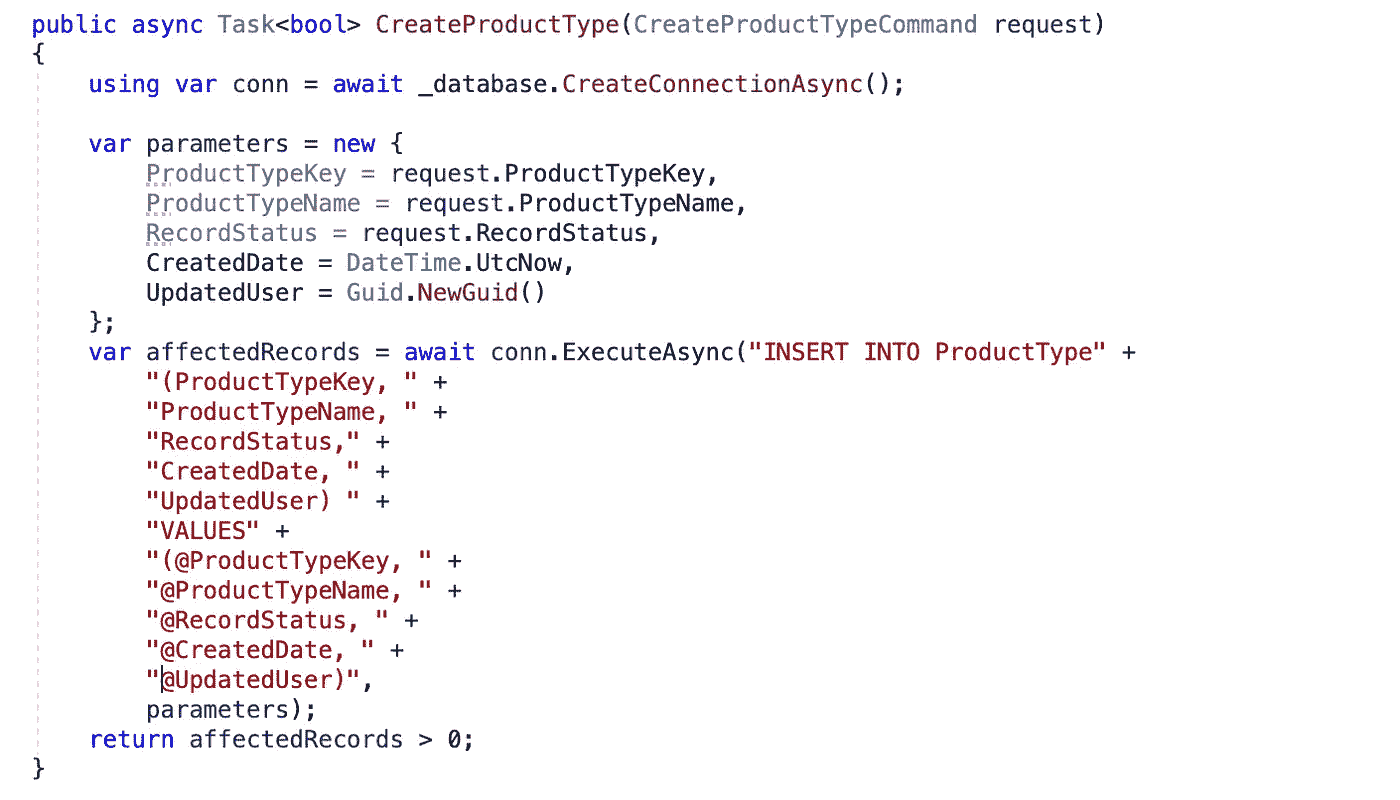 public async Task<bool> CreateProductType(CreateProductTypeCommand request)
{
    using var conn = await _database.CreateConnectionAsync();

    var parameters = new {
        ProductTypeKey = request.ProductTypeKey,
        ProductTypeName = request.ProductTypeName,
        RecordStatus = request.RecordStatus,
        CreatedDate = DateTime.UtcNow,
        UpdatedUser = Guid.NewGuid()
    };
    var affectedRecords = await conn.ExecuteAsync("INSERT INTO ProductType" +
        "(ProductTypeKey, " +
        "ProductTypeName, " +
        "RecordStatus," +
        "CreatedDate, " +
        "UpdatedUser) " +
        "VALUES" +
        "(@ProductTypeKey, " +
        "@ProductTypeName, " +
        "@RecordStatus, " +
        "@CreatedDate, " +
        "@UpdatedUser)",
        parameters);
    return affectedRecords > 0;
}